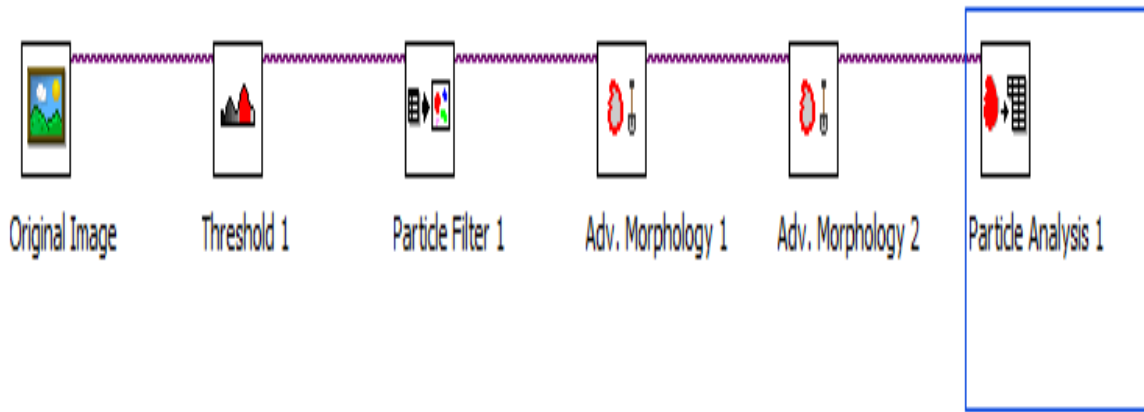 Original Image
Threshold 1
Particle Filter 1
Adv. Morphology 1
Adv. Morphology 2
Particle Analysis 1